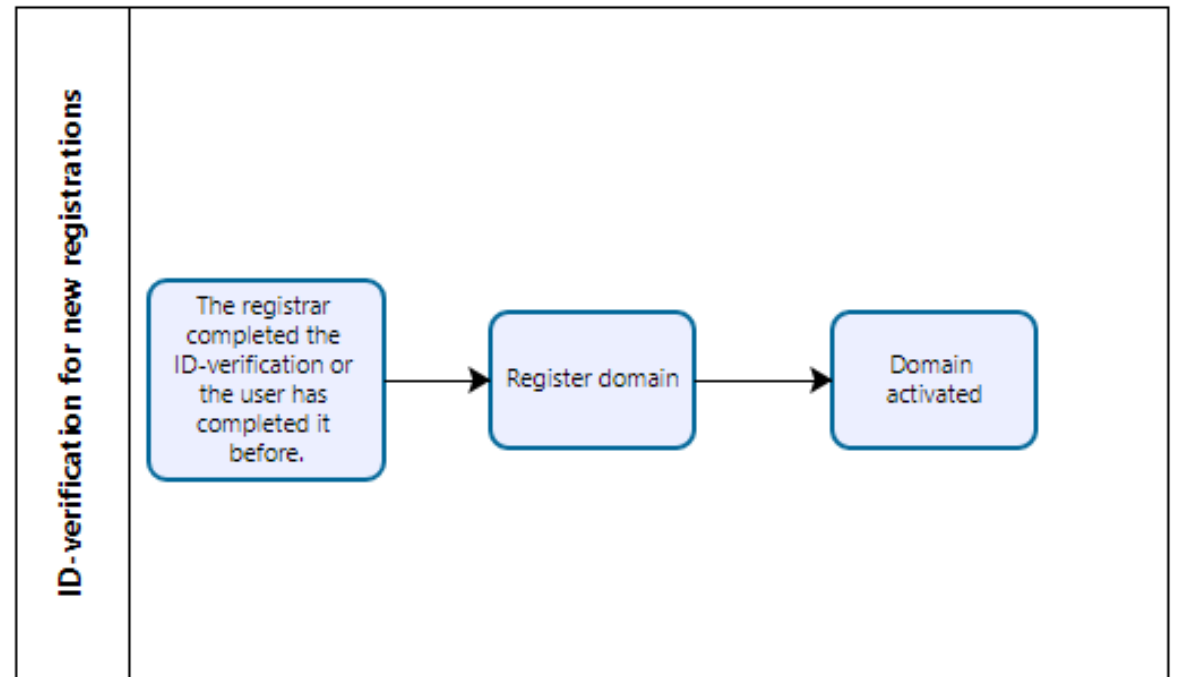 ID-verification for new registrations
The registrar
completed the
ID-verification or
the user has
completed it
before.
Register domain
Domain
activated